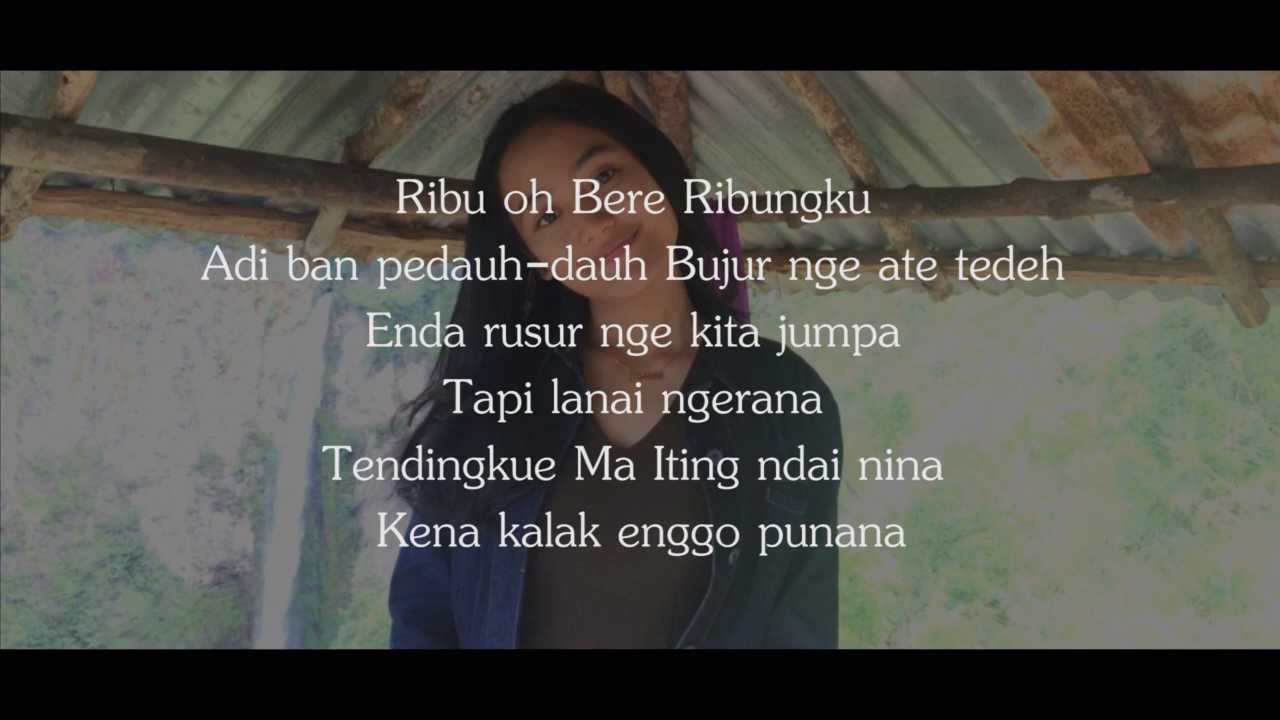 Ribu oh Bere Ribungku
Adi ban pedauh-dauh Bujur nge ate tedeh
Enda rusur nge kita jumpa
Tapi lanai ngerana
Tendingkue Ma Iting ndai nina
Kena kalak enggo punana